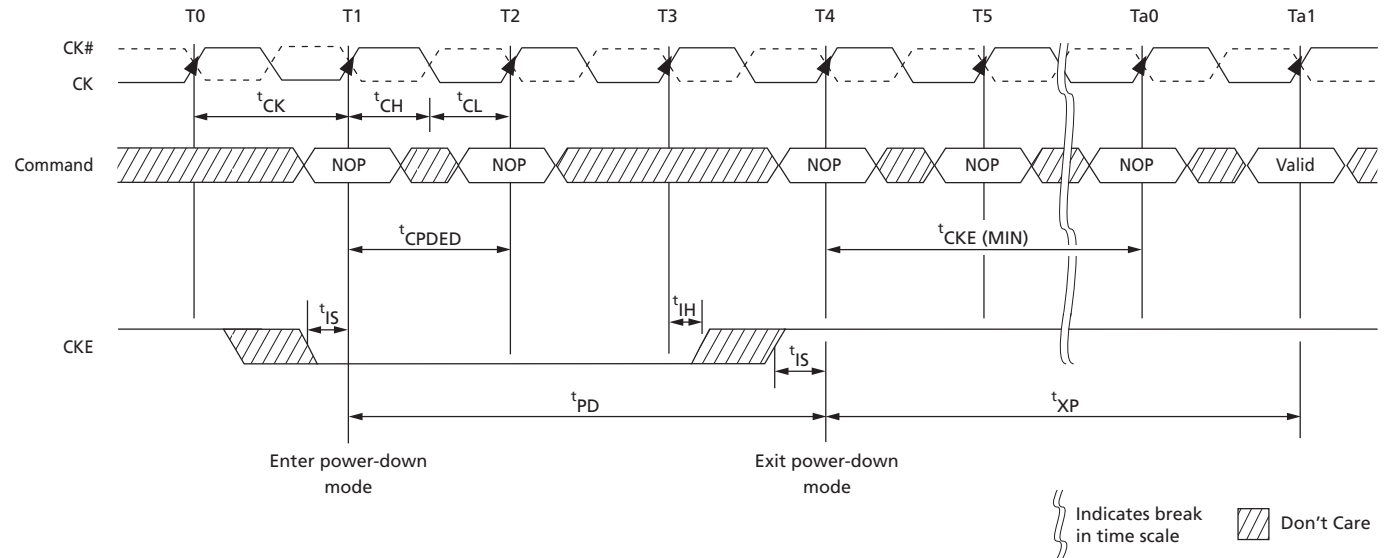 T0 T1 T2 T3 T4 T5 Ta0 Ta1
CK#
CK
tCK tCH tCL
Command NOP NOP NOP NOP NOP Valid
tCPDED tCKE (MIN)
tIS tIH
CKE
tIS
tPD tXP
Enter power-down
mode
Exit power-down
mode
Indicates break
in time scale
Don't Care